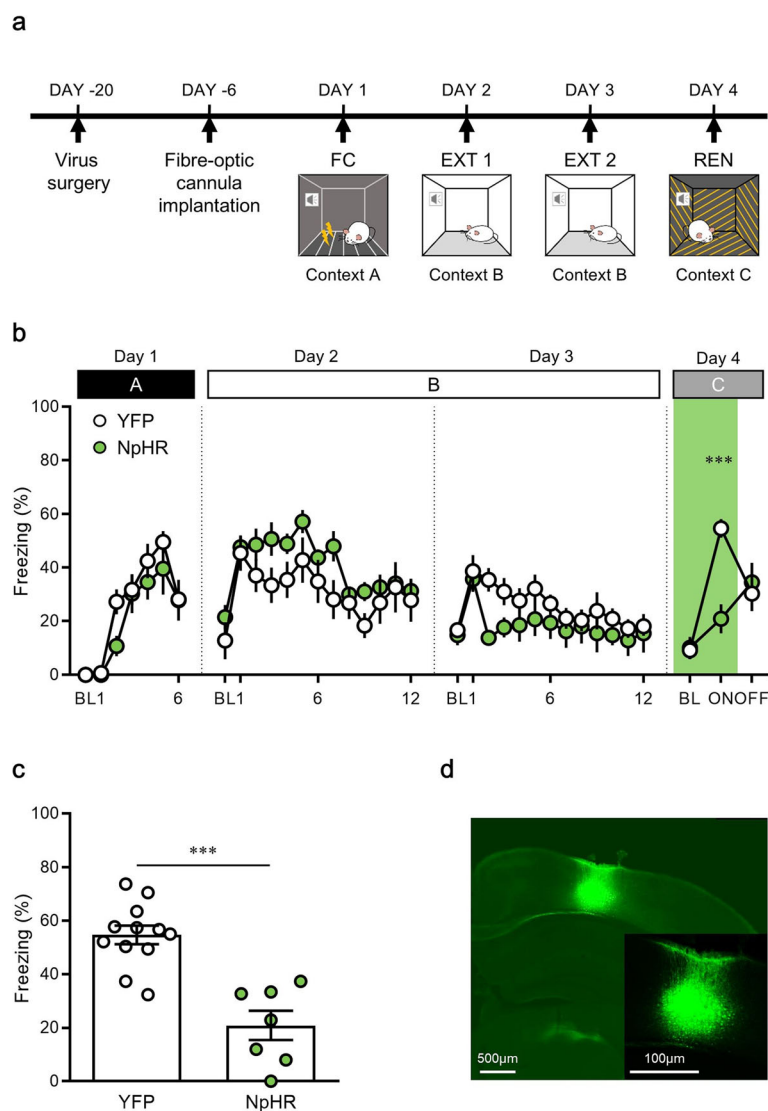 a
DAY -20 DAY -6 DAY 1 DAY 2 DAY 3 DAY 4
Virus
surgery
Fibre-optic
cannula
implantation
FC EXT 1 EXT 2 REN
Context A Context B Context B Context C
b
Day 1 Day 2 Day 3 Day 4
A B C
100
80
60
40
20
0
Freezing (%)
YFP
NpHR
***
BL1 6 BL1 6 12 BL1 6 12 BL ON OFF
c
100
80
60
40
20
0
Freezing (%)
***
YFP NpHR
d
500µm 100µm